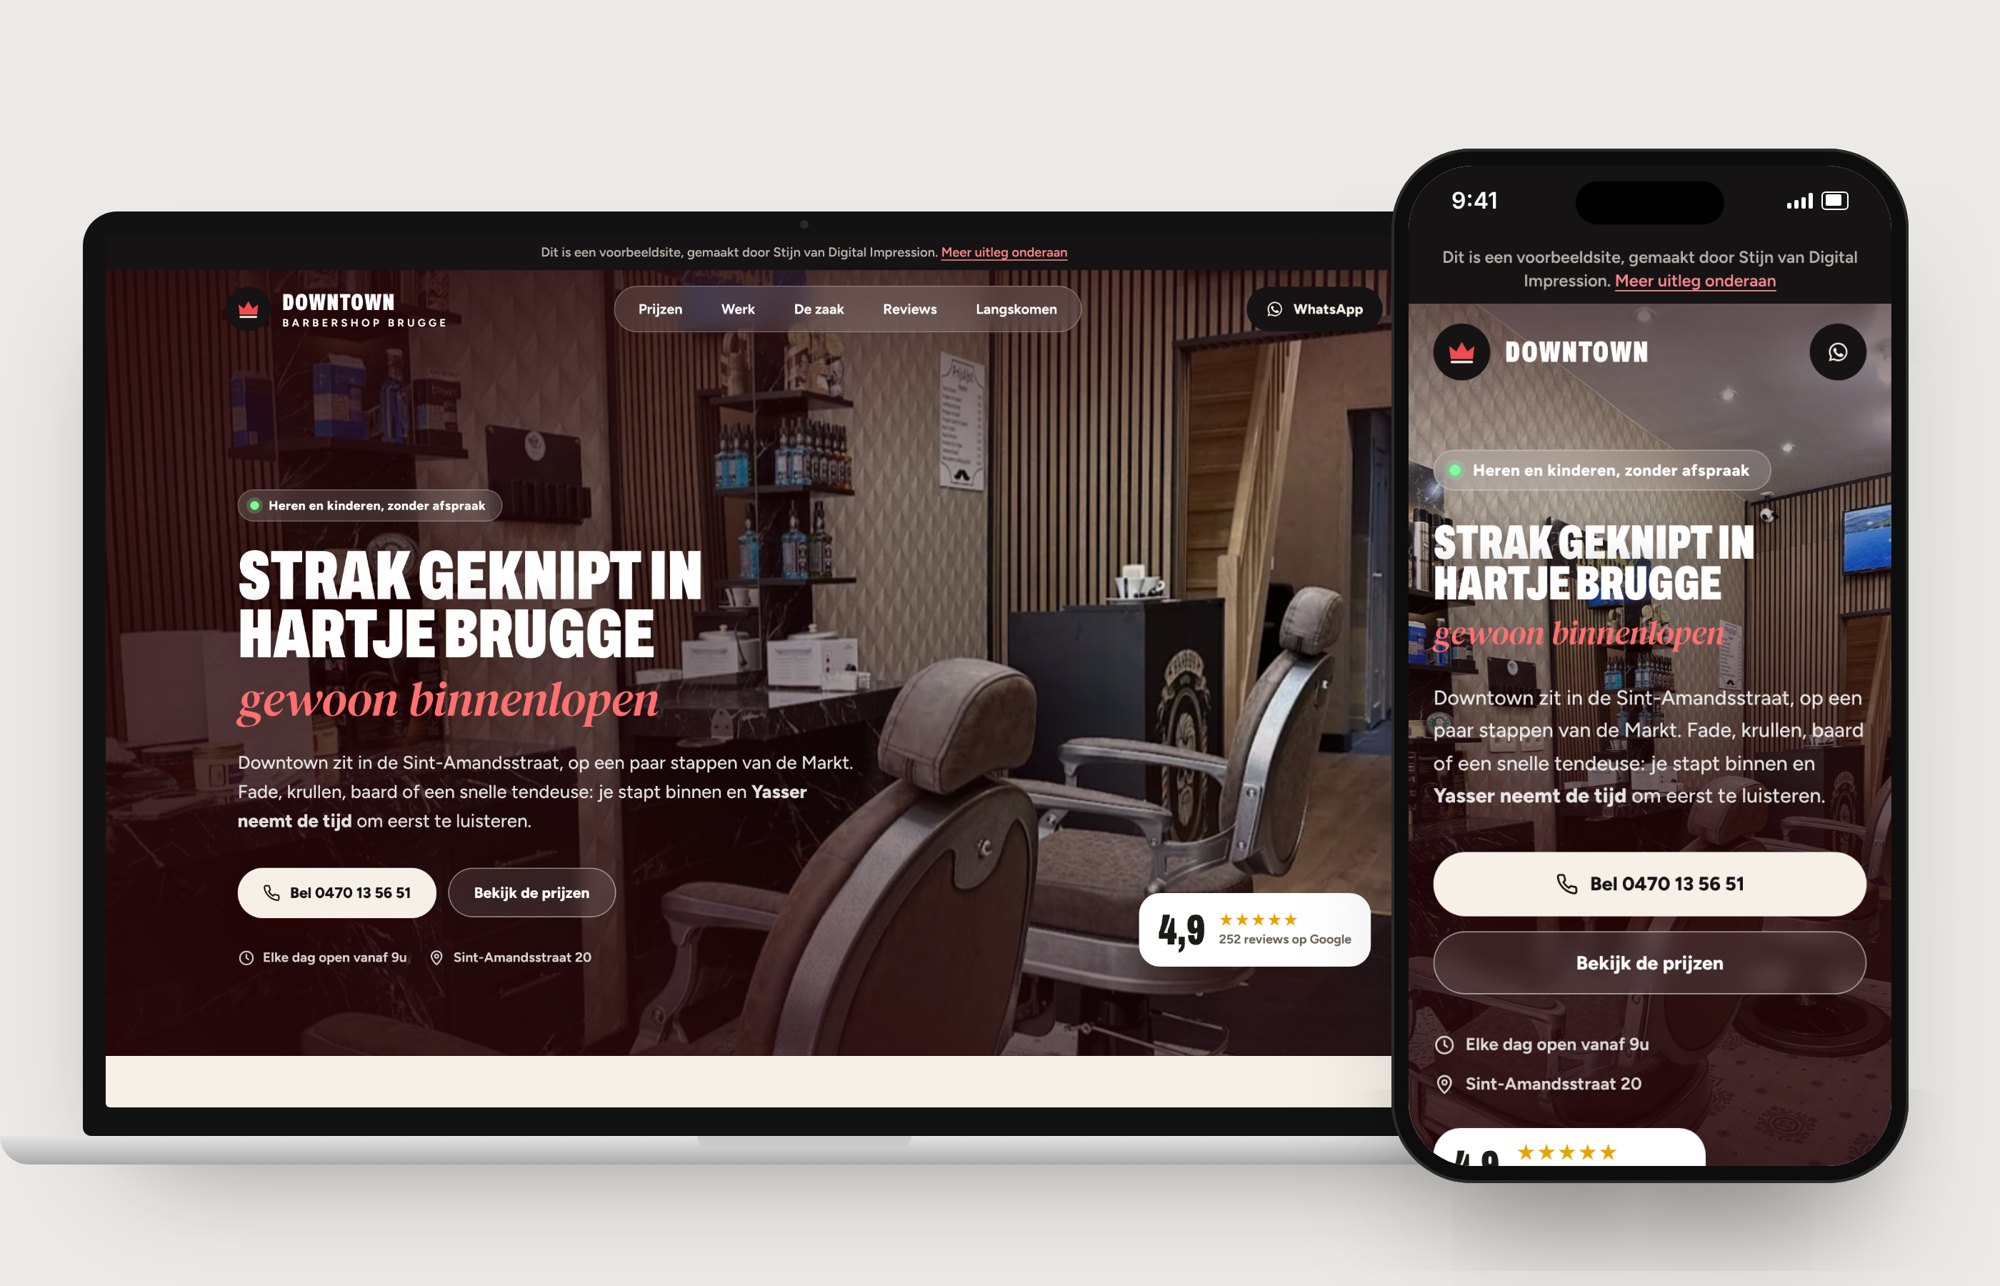 Dit is een voorbeeldsite, gemaakt door Stijn van Digital Impression. Meer uitleg onderaan
DOWNTOWN
BARBERSHOP BRUGGE
Prijzen
Werk
De zaak
Reviews
Langskomen
WhatsApp
Prijslijst
Heren en kinderen, zonder afspraak
STRAK GEKNIPT IN
HARTJE BRUGGE
gewoon binnenlopen
Downtown zit in de Sint-Amandsstraat, op een paar stappen van de Markt.
Fade, krullen, baard of een snelle tendeuse: je stapt binnen en Yasser
neemt de tijd om eerst te luisteren.
Bel 0470 13 56 51
Bekijk de prijzen
Elke dag open vanaf 9u
Sint-Amandsstraat 20
4,9
★★★★★
252 reviews op Google
9:41
Dit is een voorbeeldsite, gemaakt door Stijn van Digital
Impression. Meer uitleg onderaan
DOWNTOWN
Heren en kinderen, zonder afspraak
STRAK GEKNIPT IN
HARTJE BRUGGE
gewoon binnenlopen
Downtown zit in de Sint-Amandsstraat, op een
paar stappen van de Markt. Fade, krullen, baard
of een snelle tendeuse: je stapt binnen en
Yasser neemt de tijd om eerst te luisteren.
Bel 0470 13 56 51
Bekijk de prijzen
Elke dag open vanaf 9u
Sint-Amandsstraat 20
4,9
★★★★★